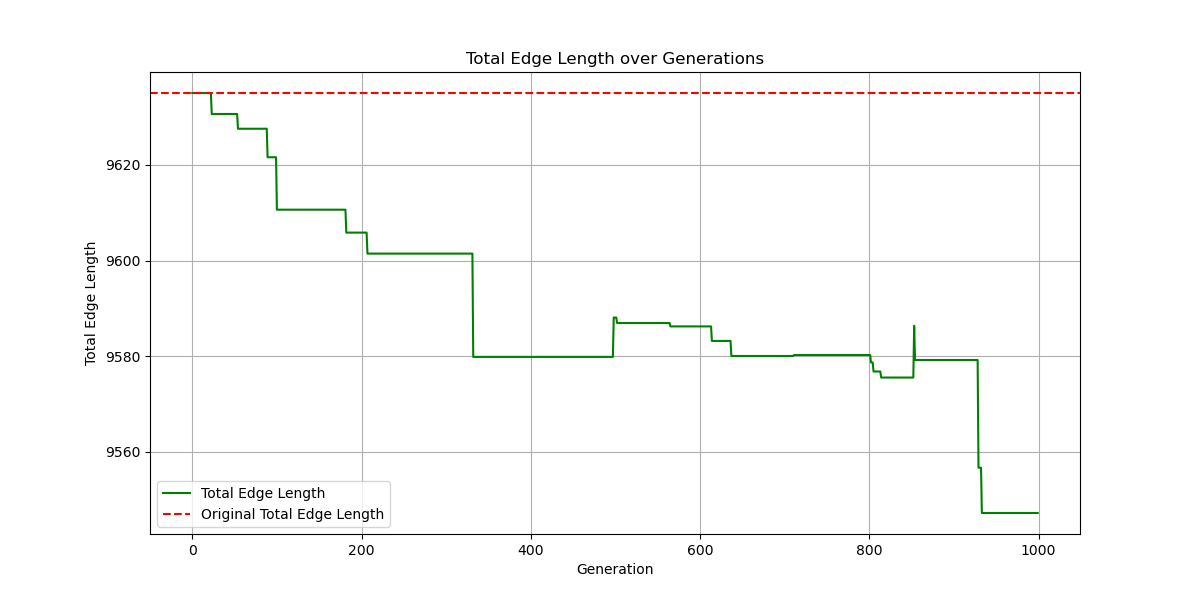 Total Edge Length over Generations
Total Edge Length
9620
9600
9580
9560
Total Edge Length
Original Total Edge Length
0
200
400
600
800
1000
Generation